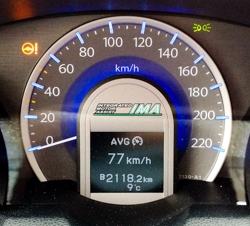 0 20 40 60 80 100 120 140 160 180 200 220
km/h
INTEGRATED
MOTOR
ASSIST
IMA
AVG
77 km/h
B 2118.2 km
9°c